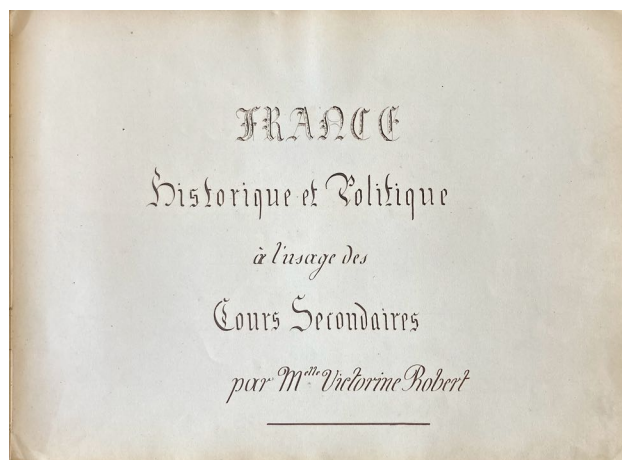 FRANCE
Historique et Politique
à l'usage des
Cours Secondaires
par Melle Victorine Robert